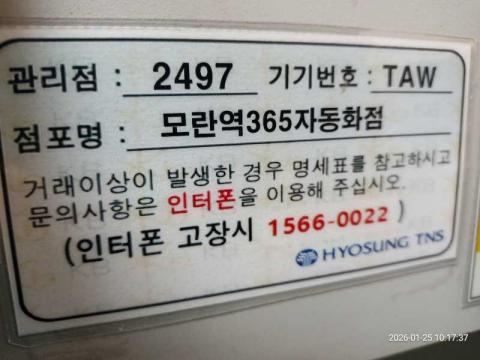 관리점 : 2497 기기번호 : TAW
점포명 : 모란역365자동화점
거래이상이 발생한 경우 명세표를 참고하시고
문의사항은 인터폰을 이용해 주십시오.
(인터폰 고장시 1566-0022 )
HYOSUNG TNS
2026-01-25 10:17:37